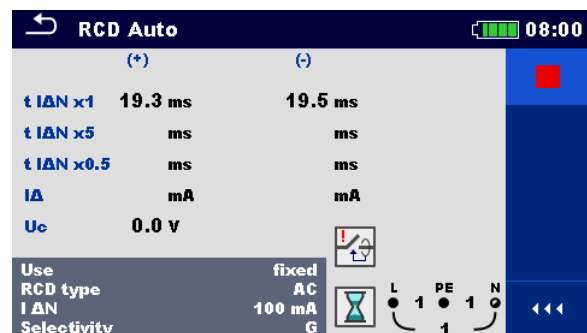 RCD Auto 08:00
(+) (-)
t IΔN x1 19.3 ms 19.5 ms
t IΔN x5 ms ms
t IΔN x0.5 ms ms
IΔ mA mA
Uc 0.0 V
!
Use fixed
RCD type AC
I ΔN 100 mA
Selectivity G
L PE N
1 1
1